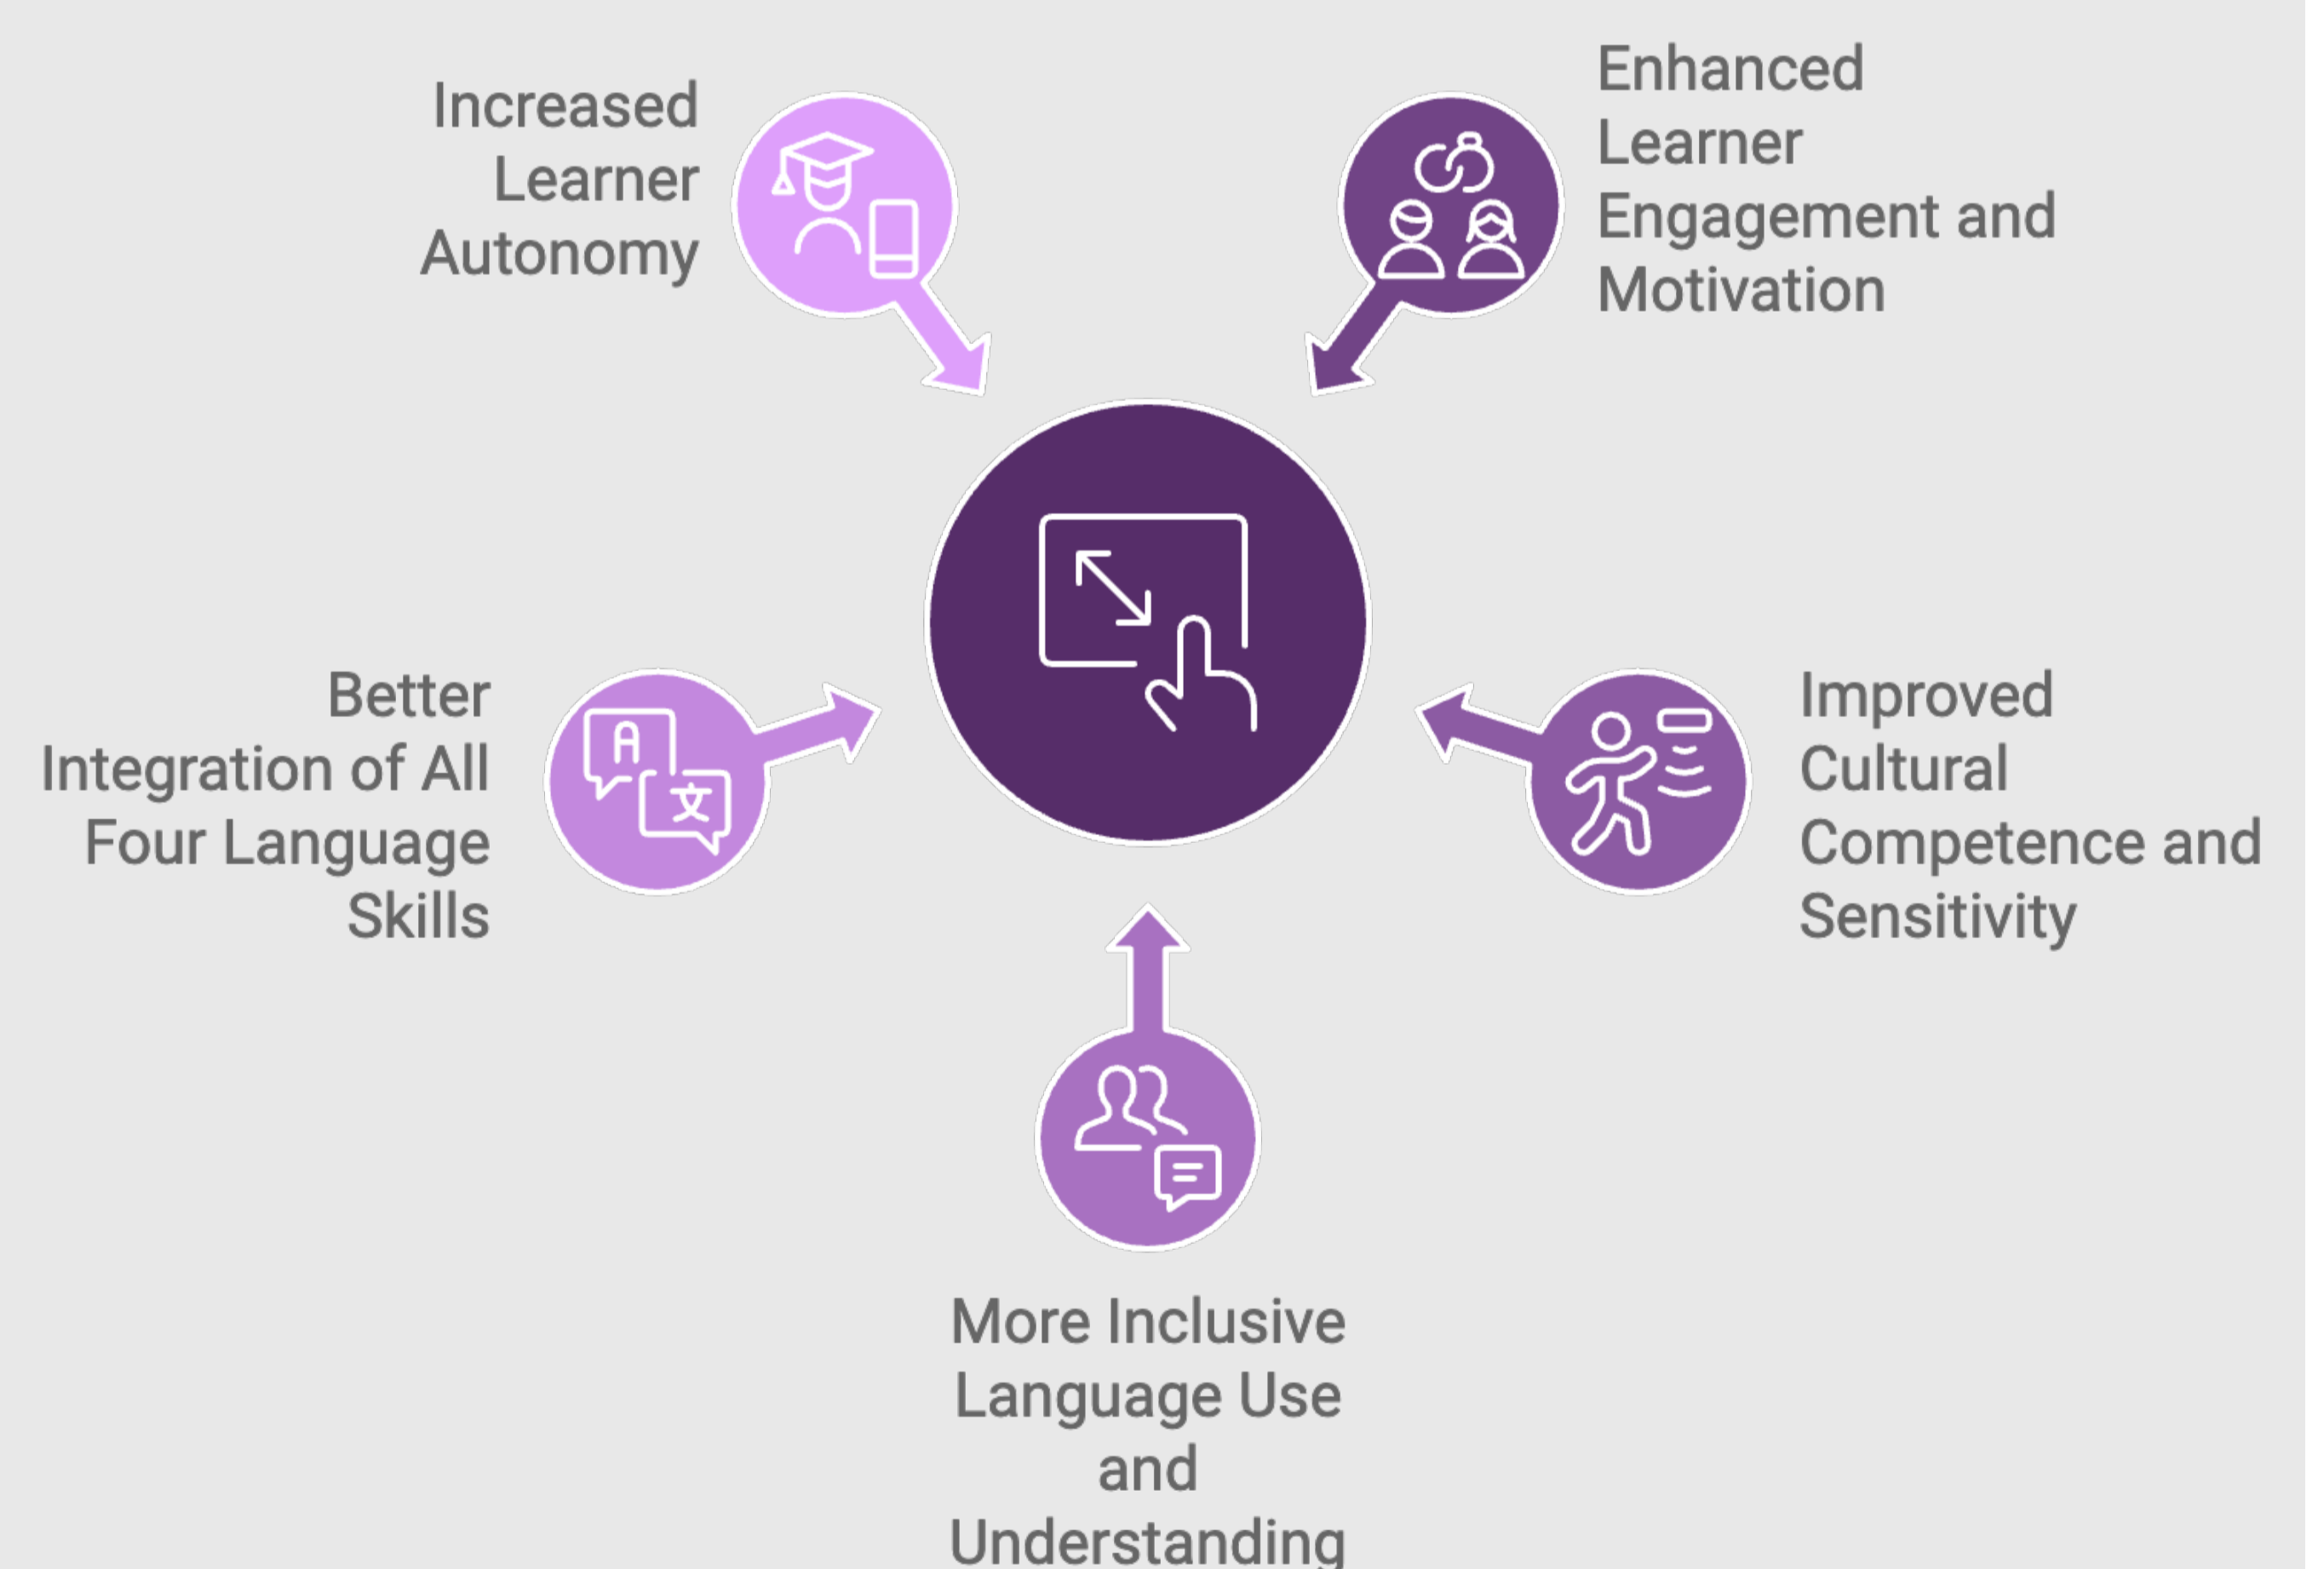 Increased
Learner
Autonomy
Enhanced
Learner
Engagement and
Motivation
Better
Integration of All
Four Language
Skills
A
文
Improved
Cultural
Competence and
Sensitivity
More Inclusive
Language Use
and
Understanding